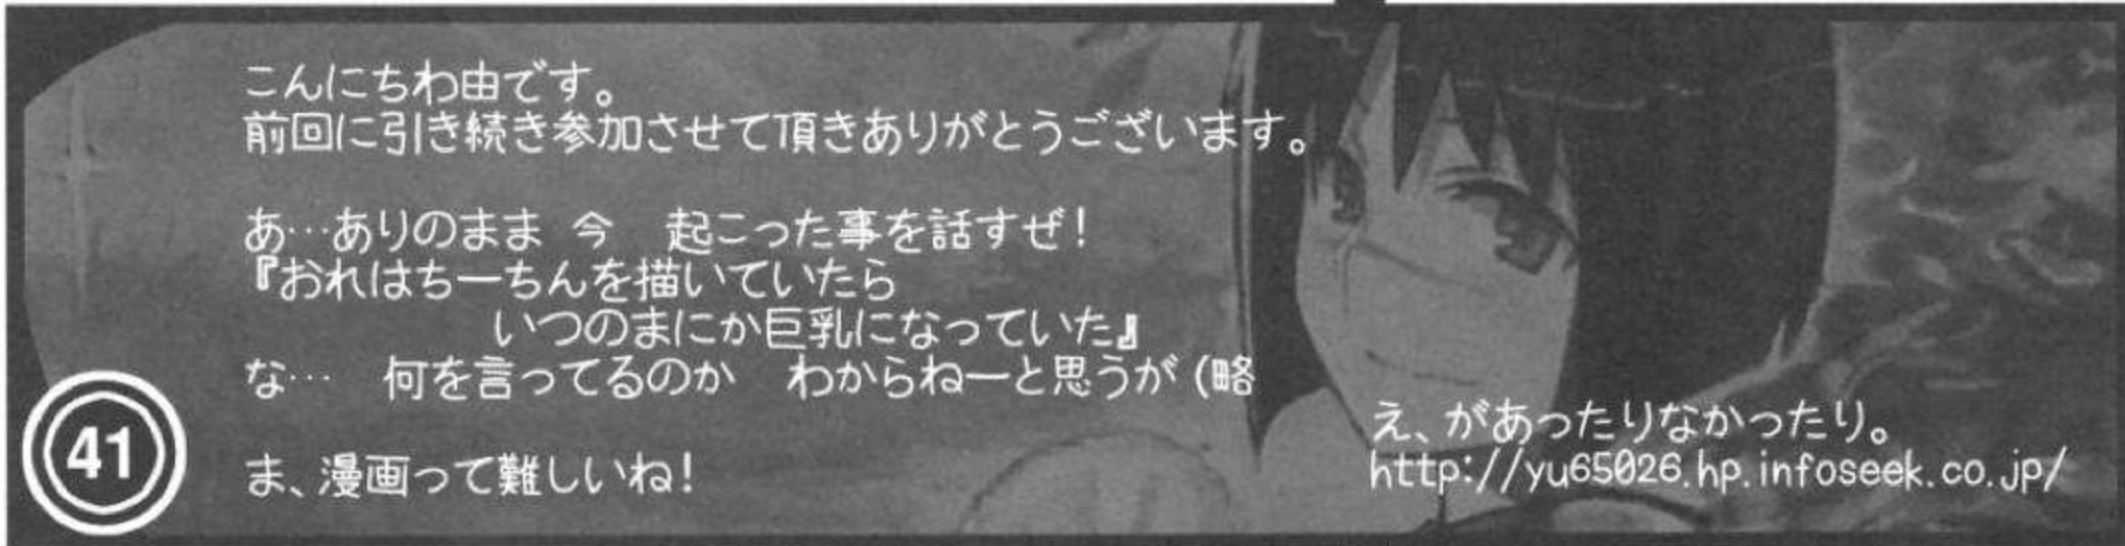 こんにちわ由です。
前回に引き続き参加させて頂きありがとうございます。
あ…ありのまま 今　起こった事を話すぜ！
『おれはちーちんを描いていたら
いつのまにか巨乳になっていた』
な…　何を言ってるのか　わからねーと思うが（略
ま、漫画って難しいね！
え、があったりなかったり。
http://yu65026.hp.infoseek.co.jp/
41